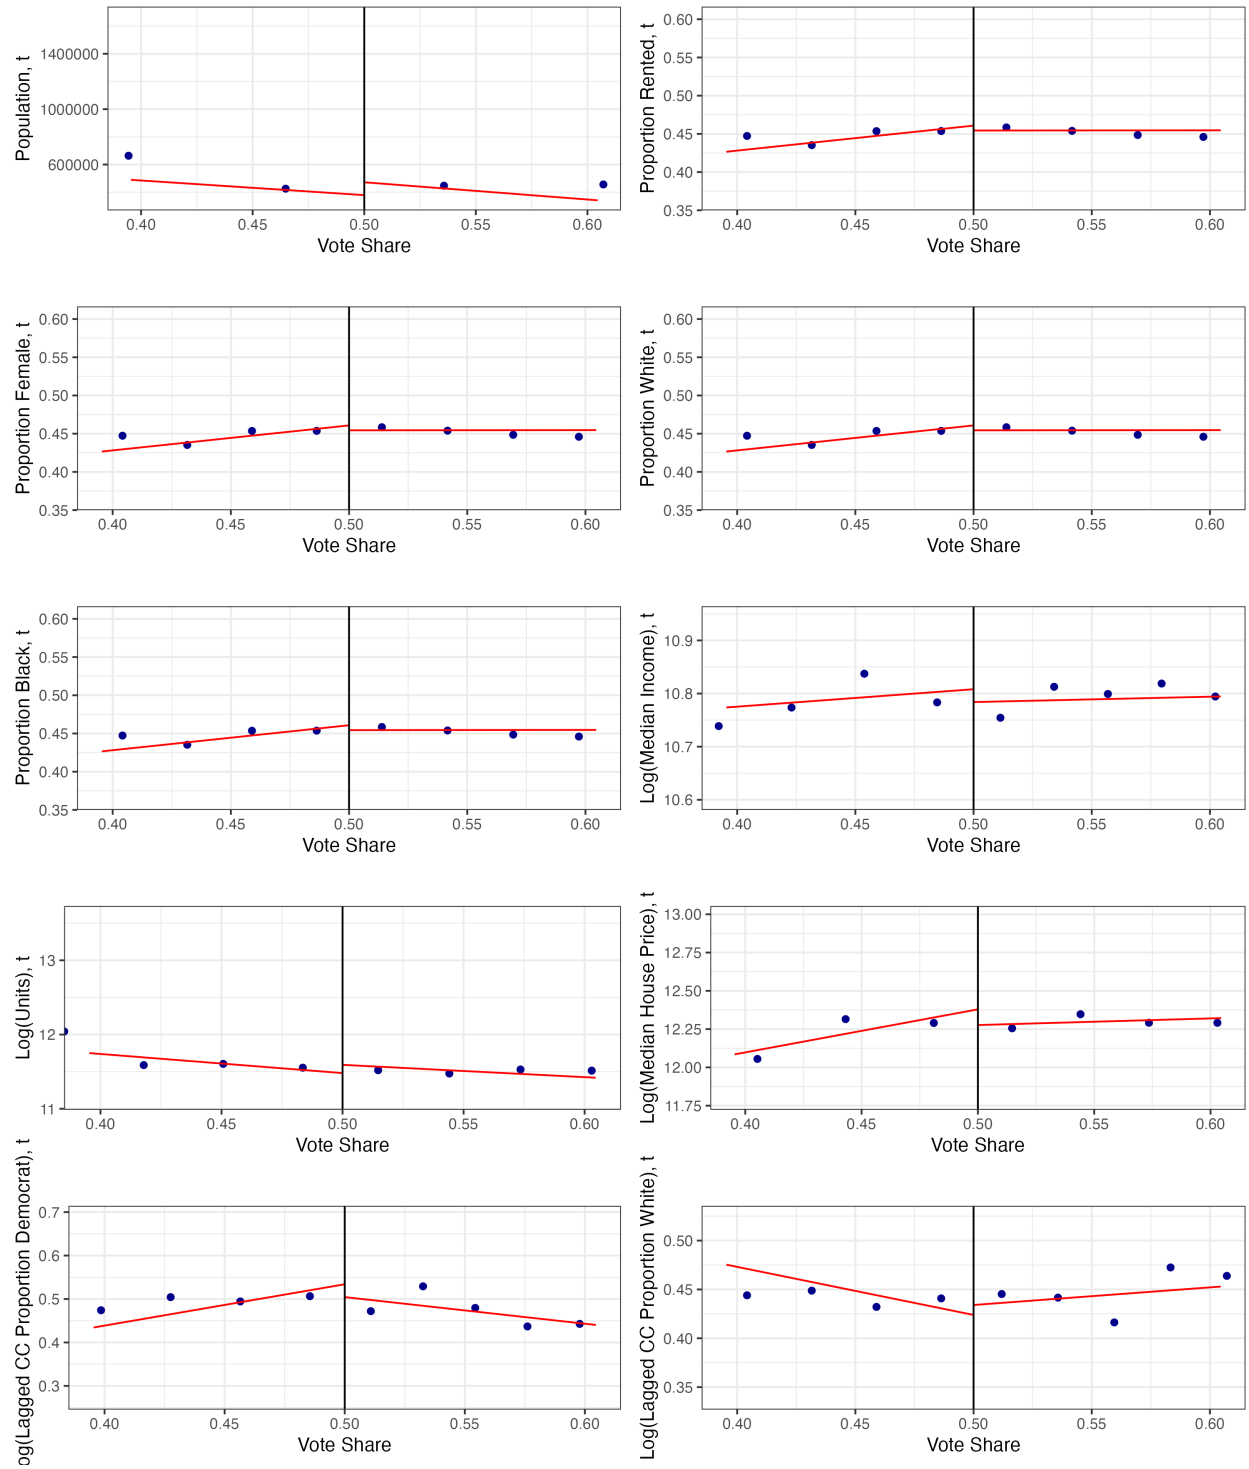 Population, t
1400000
1000000
600000
0.40 0.45 0.50 0.55 0.60
Vote Share
Proportion Rented, t
0.60
0.55
0.50
0.45
0.40
0.35
0.40 0.45 0.50 0.55 0.60
Vote Share
Proportion Female, t
0.60
0.55
0.50
0.45
0.40
0.35
0.40 0.45 0.50 0.55 0.60
Vote Share
Proportion White, t
0.60
0.55
0.50
0.45
0.40
0.35
0.40 0.45 0.50 0.55 0.60
Vote Share
Proportion Black, t
0.60
0.55
0.50
0.45
0.40
0.35
0.40 0.45 0.50 0.55 0.60
Vote Share
Log(Median Income), t
10.9
10.8
10.7
10.6
0.40 0.45 0.50 0.55 0.60
Vote Share
Log(Units), t
13
12
11
0.40 0.45 0.50 0.55 0.60
Vote Share
Log(Median House Price), t
13.00
12.75
12.50
12.25
12.00
11.75
0.40 0.45 0.50 0.55 0.60
Vote Share
og(Lagged CC Proportion Democrat), t
0.7
0.6
0.5
0.4
0.3
0.40 0.45 0.50 0.55 0.60
Vote Share
Log(Lagged CC Proportion White), t
0.50
0.45
0.40
0.35
0.40 0.45 0.50 0.55 0.60
Vote Share